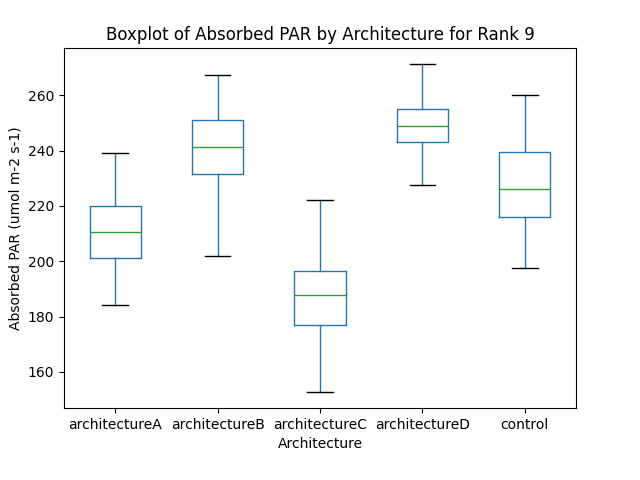 Boxplot of Absorbed PAR by Architecture for Rank 9
Absorbed PAR (umol m-2 s-1)
260
240
220
200
180
160
architectureA architectureB architectureC architectureD control
Architecture